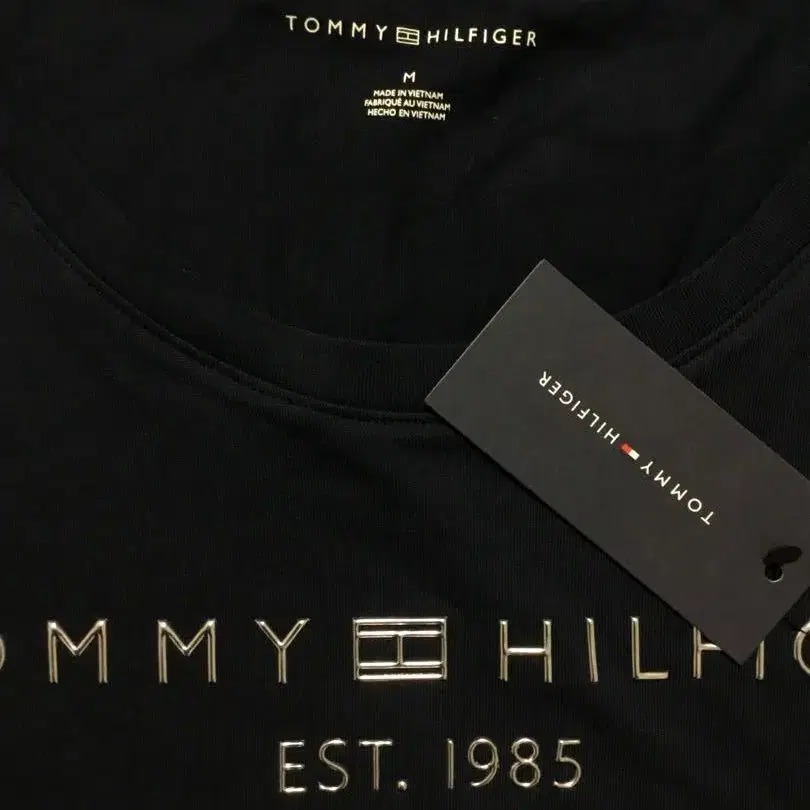 TOMMY HILFIGER
M
MADE IN VIETNAM
FABRIQUÉ AU VIETNAM
HECHO EN VIETNAM
TOMMY HILFIGER
OMMY HILFIG
EST. 1985